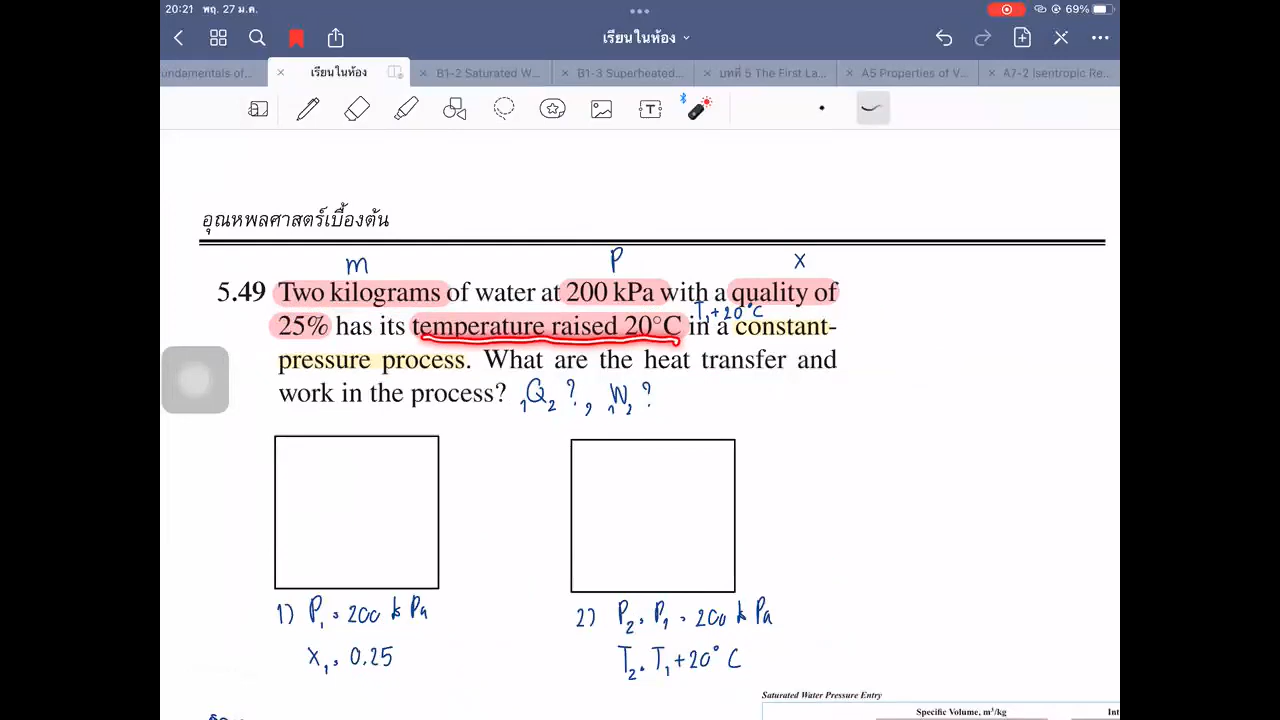 20:21 พฤ. 27 ม.ค.
69%
เรียนในห้อง
undamentals of...
เรียนในห้อง
B1-2 Saturated W...
B1-3 Superheated...
บทที่ 5 The First La...
A5 Properties of V...
A7-2 Isentropic Re...
อุณหพลศาสตร์เบื้องต้น
m P x
5.49 Two kilograms of water at 200 kPa with a quality of
T₁+20°C
25% has its temperature raised 20°C in a constant-
pressure process. What are the heat transfer and
work in the process? ₁Q₂ ?, ₁W₂ ?
1) P₁ = 200 kPa
x₁ = 0.25
2) P₂ = P₁ = 200 kPa
T₂ = T₁+20°C
Saturated Water Pressure Entry
Specific Volume, m³/kg
Int